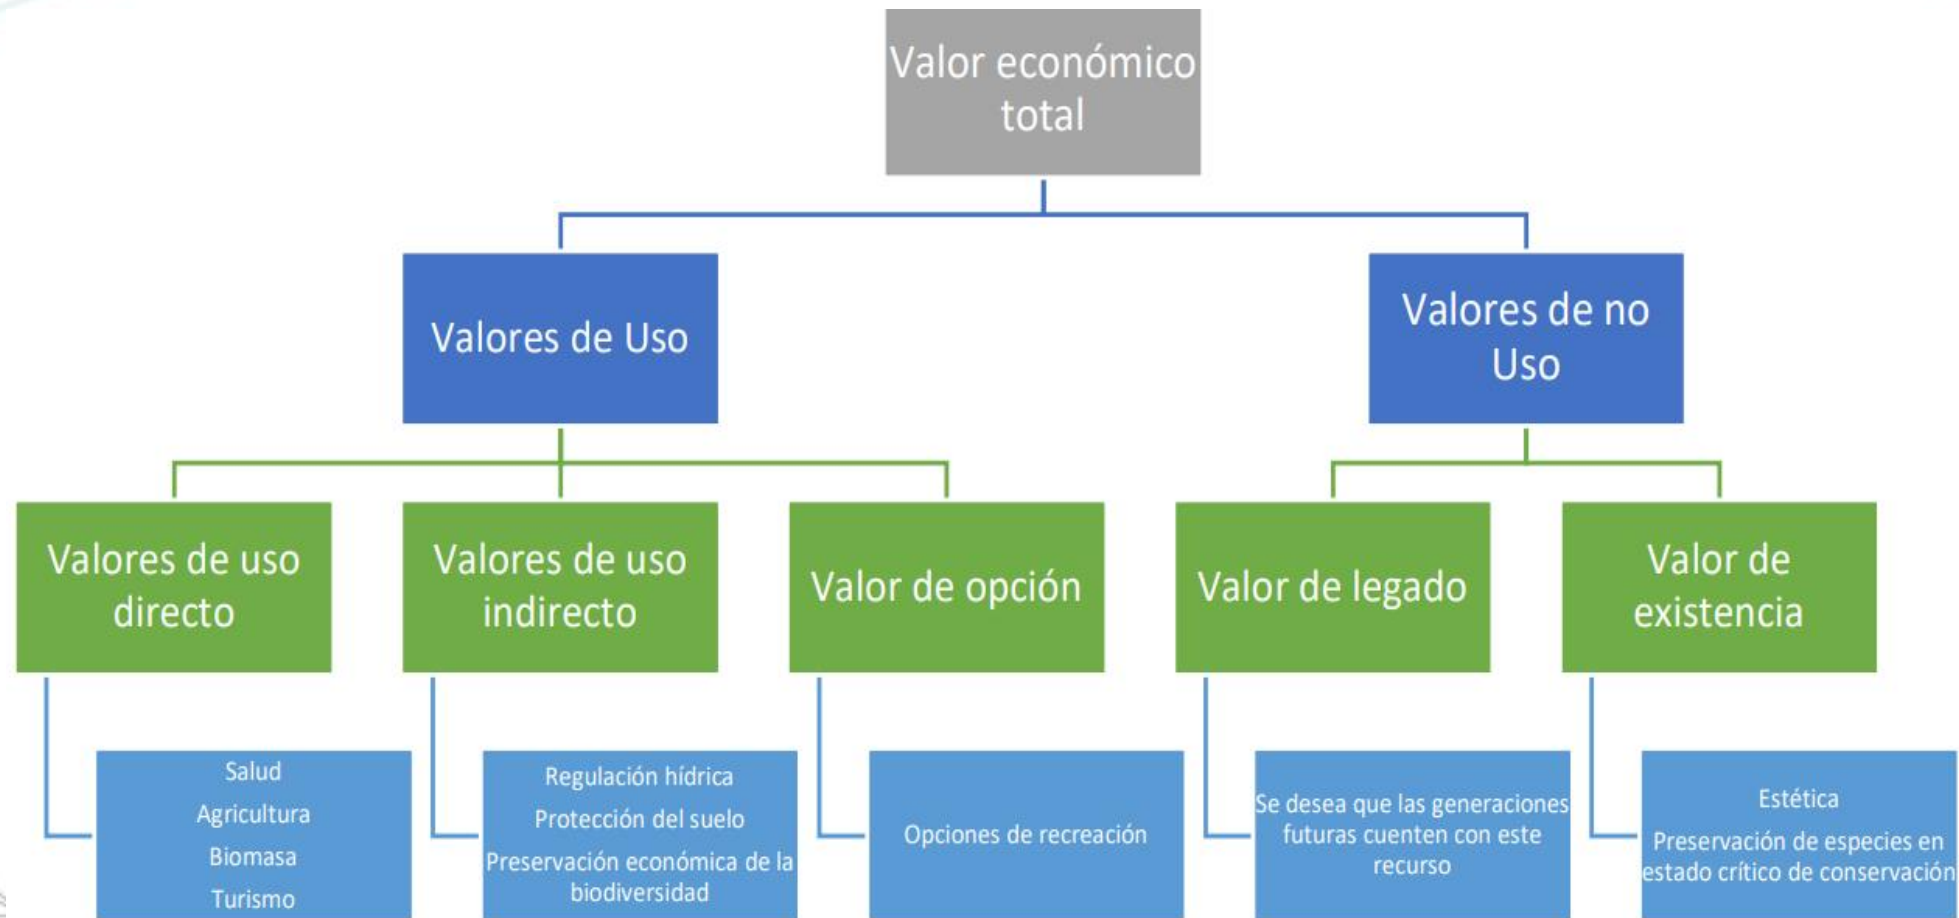 Valor económico
total
Valores de Uso
Valores de no
Uso
Valores de uso
directo
Valores de uso
indirecto
Valor de opción
Valor de legado
Valor de
existencia
Salud
Agricultura
Biomasa
Turismo
Regulación hídrica
Protección del suelo
Preservación económica de la
biodiversidad
Opciones de recreación
Se desea que las generaciones
futuras cuenten con este
recurso
Estética
Preservación de especies en
estado crítico de conservación